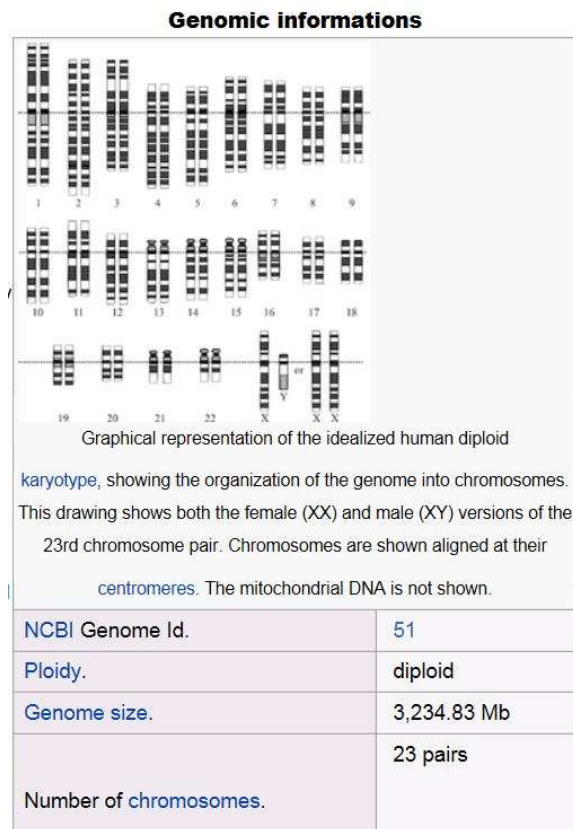 Genomic informations
1 2 3 4 5 6 7 8 9
10 11 12 13 14 15 16 17 18
19 20 21 22 X Y or X X
Graphical representation of the idealized human diploid
karyotype, showing the organization of the genome into chromosomes.
This drawing shows both the female (XX) and male (XY) versions of the
23rd chromosome pair. Chromosomes are shown aligned at their
centromeres. The mitochondrial DNA is not shown.
NCBI Genome Id. 51
Ploidy. diploid
Genome size. 3,234.83 Mb
Number of chromosomes. 23 pairs